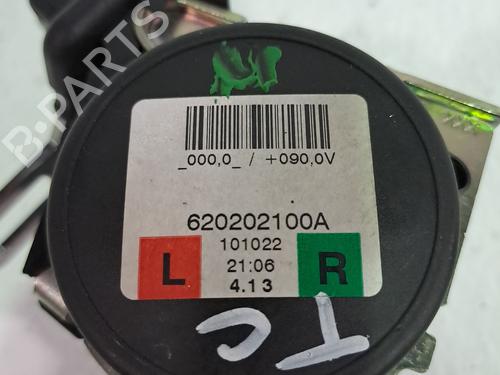 B-PARTS
_000,0_ / +090,0V
620202100A
101022
L
21:06
R
4.13
TC